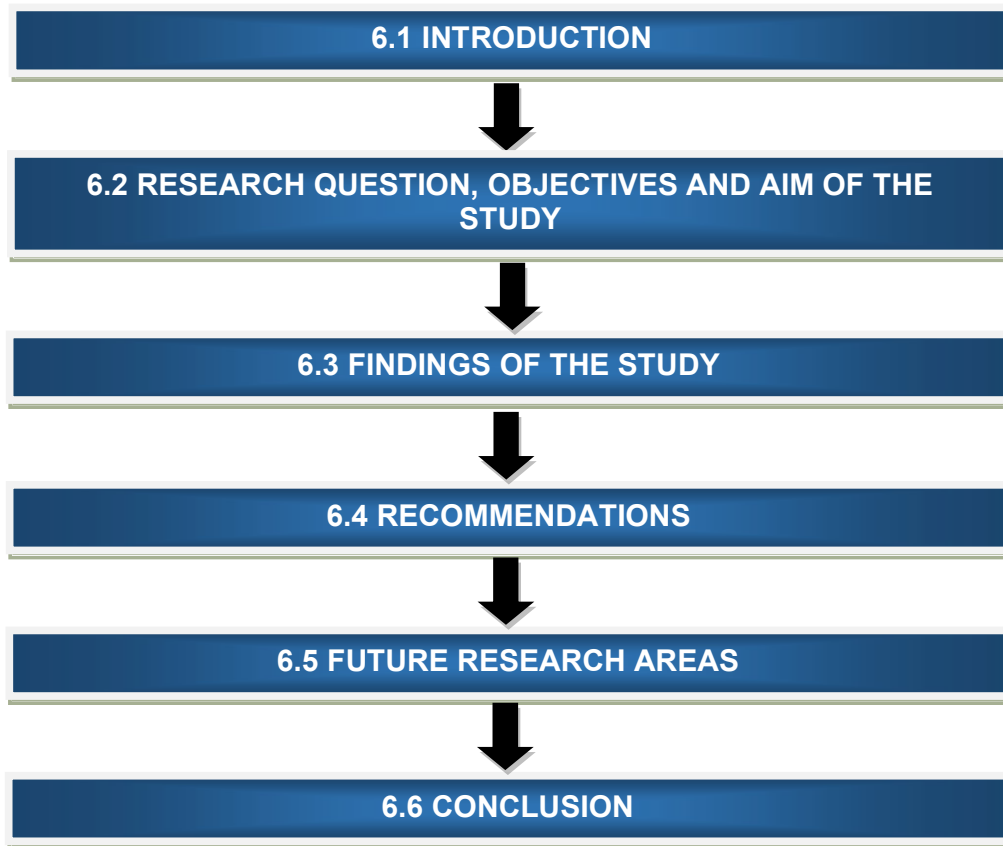 6.1 INTRODUCTION
6.2 RESEARCH QUESTION, OBJECTIVES AND AIM OF THE
STUDY
6.3 FINDINGS OF THE STUDY
6.4 RECOMMENDATIONS
6.5 FUTURE RESEARCH AREAS
6.6 CONCLUSION